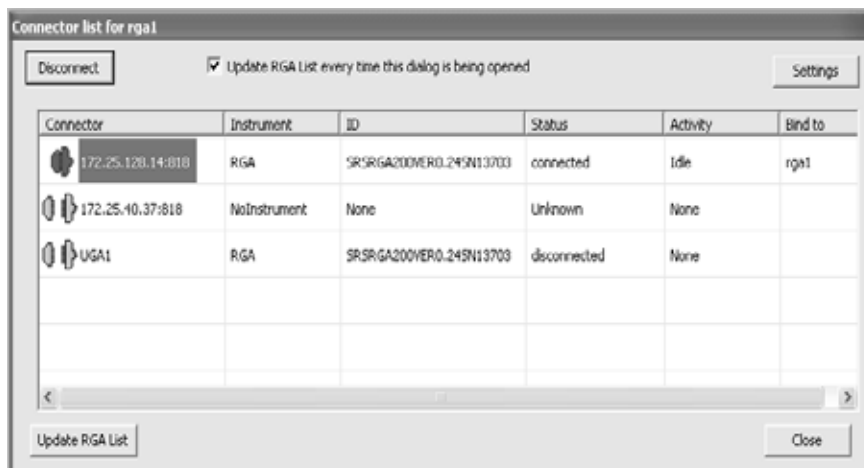 Connector list for rga1
Disconnect
Update RGA List every time this dialog is being opened
Settings
Connector Instrument ID Status Activity Bind to
172.25.128.14:818 RGA SRSRGA200VER0.24SN13703 connected Idle rga1
172.25.40.37:818 NoInstrument None Unknown None
UGA1 RGA SRSRGA200VER0.24SN13703 disconnected None
Update RGA List
Close